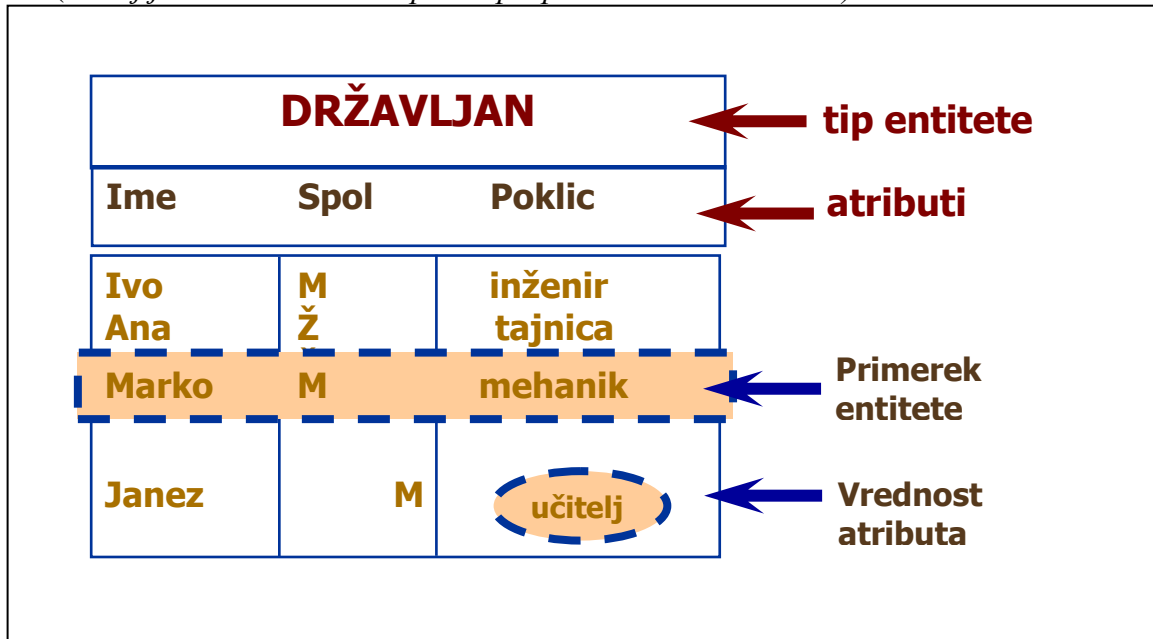 DRŽAVLJAN
tip entitete
Ime Spol Poklic
atributi
Ivo M inženir
Ana Ž tajnica
Marko M mehanik
Primerek
entitete
Janez M učitelj
Vrednost
atributa